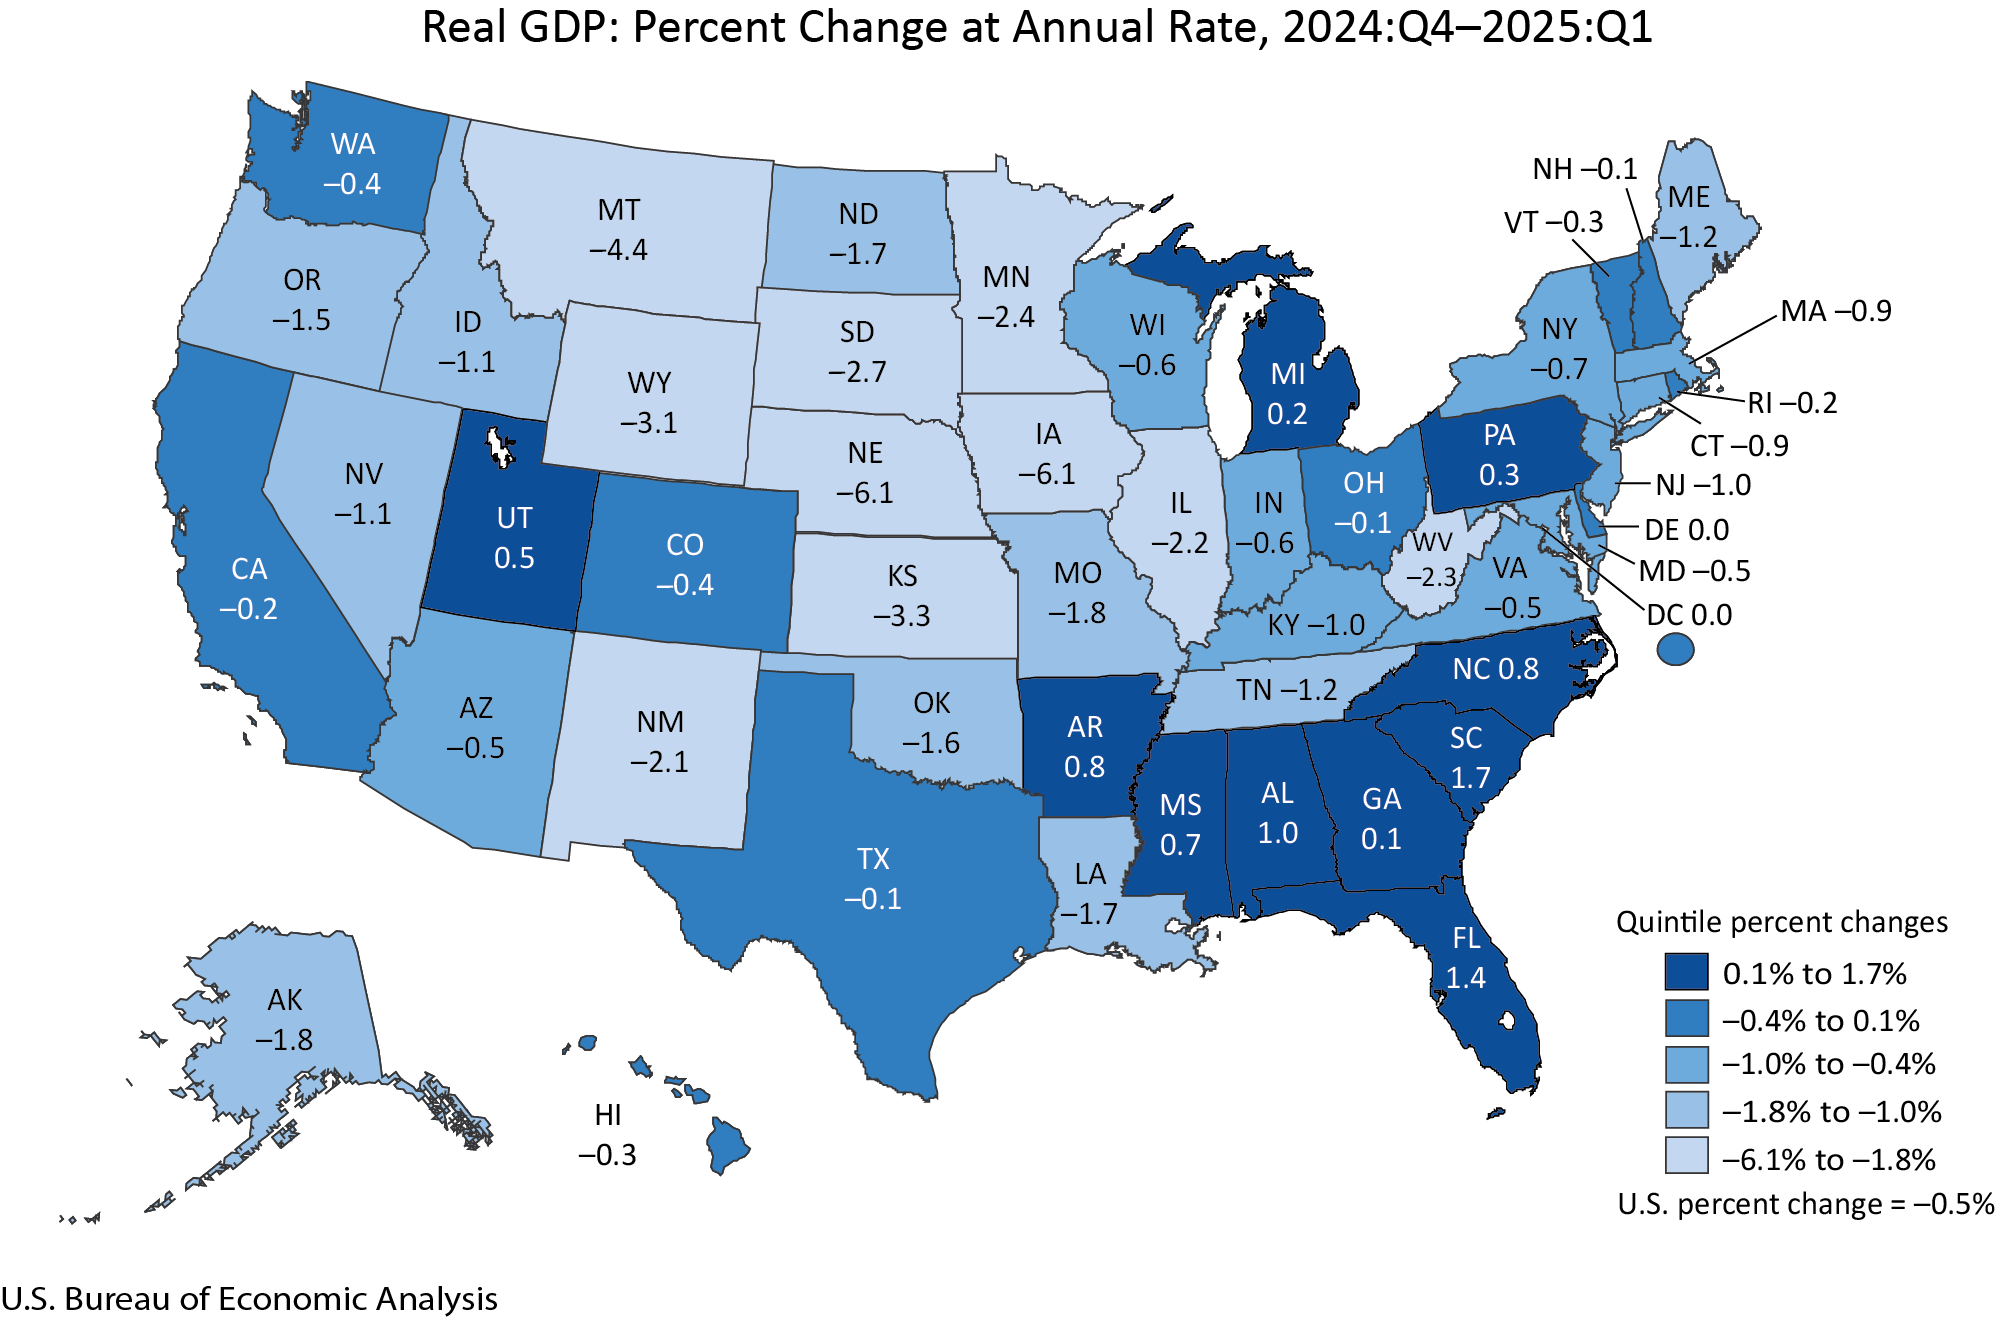 Real GDP: Percent Change at Annual Rate, 2024:Q4–2025:Q1
WA
–0.4
OR
–1.5
CA
–0.2
ID
–1.1
NV
–1.1
MT
–4.4
WY
–3.1
UT
0.5
AZ
–0.5
CO
–0.4
NM
–2.1
ND
–1.7
SD
–2.7
NE
–6.1
KS
–3.3
OK
–1.6
TX
–0.1
MN
–2.4
IA
–6.1
MO
–1.8
AR
0.8
LA
–1.7
WI
–0.6
IL
–2.2
MI
0.2
IN
–0.6
OH
–0.1
KY –1.0
TN –1.2
MS
0.7
AL
1.0
GA
0.1
FL
1.4
SC
1.7
NC 0.8
VA
–0.5
WV
–2.3
PA
0.3
NY
–0.7
ME
–1.2
NH –0.1
VT –0.3
MA –0.9
RI –0.2
CT –0.9
NJ –1.0
DE 0.0
MD –0.5
DC 0.0
AK
–1.8
HI
–0.3
Quintile percent changes
0.1% to 1.7%
–0.4% to 0.1%
–1.0% to –0.4%
–1.8% to –1.0%
–6.1% to –1.8%
U.S. percent change = –0.5%
U.S. Bureau of Economic Analysis